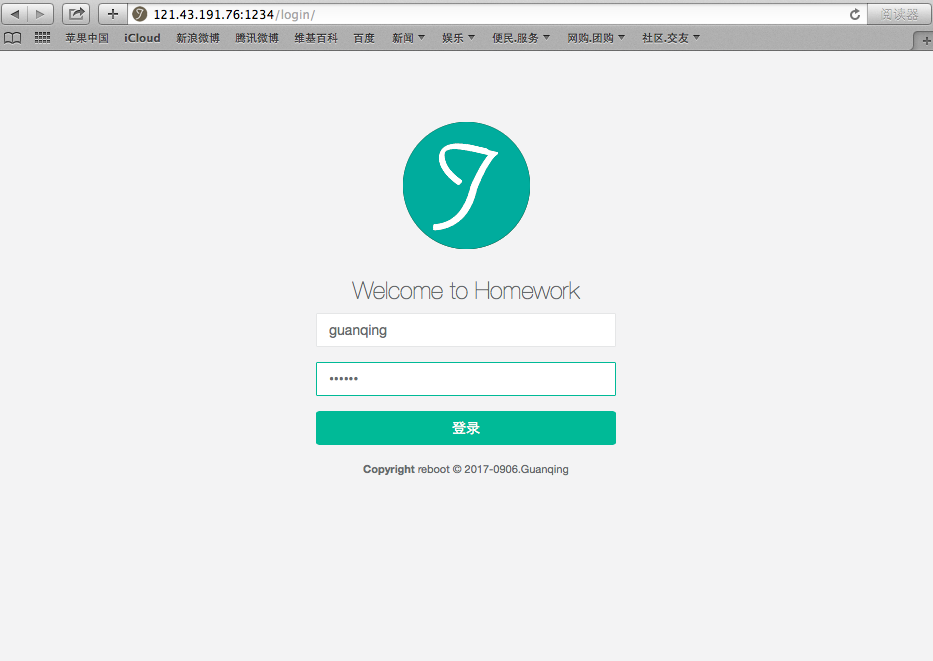 121.43.191.76:1234/login/
阅读器
苹果中国 iCloud 新浪微博 腾讯微博 维基百科 百度 新闻 娱乐 便民.服务 网购.团购 社区.交友
Welcome to Homework
guanqing
••••••
登录
Copyright reboot © 2017-0906.Guanqing